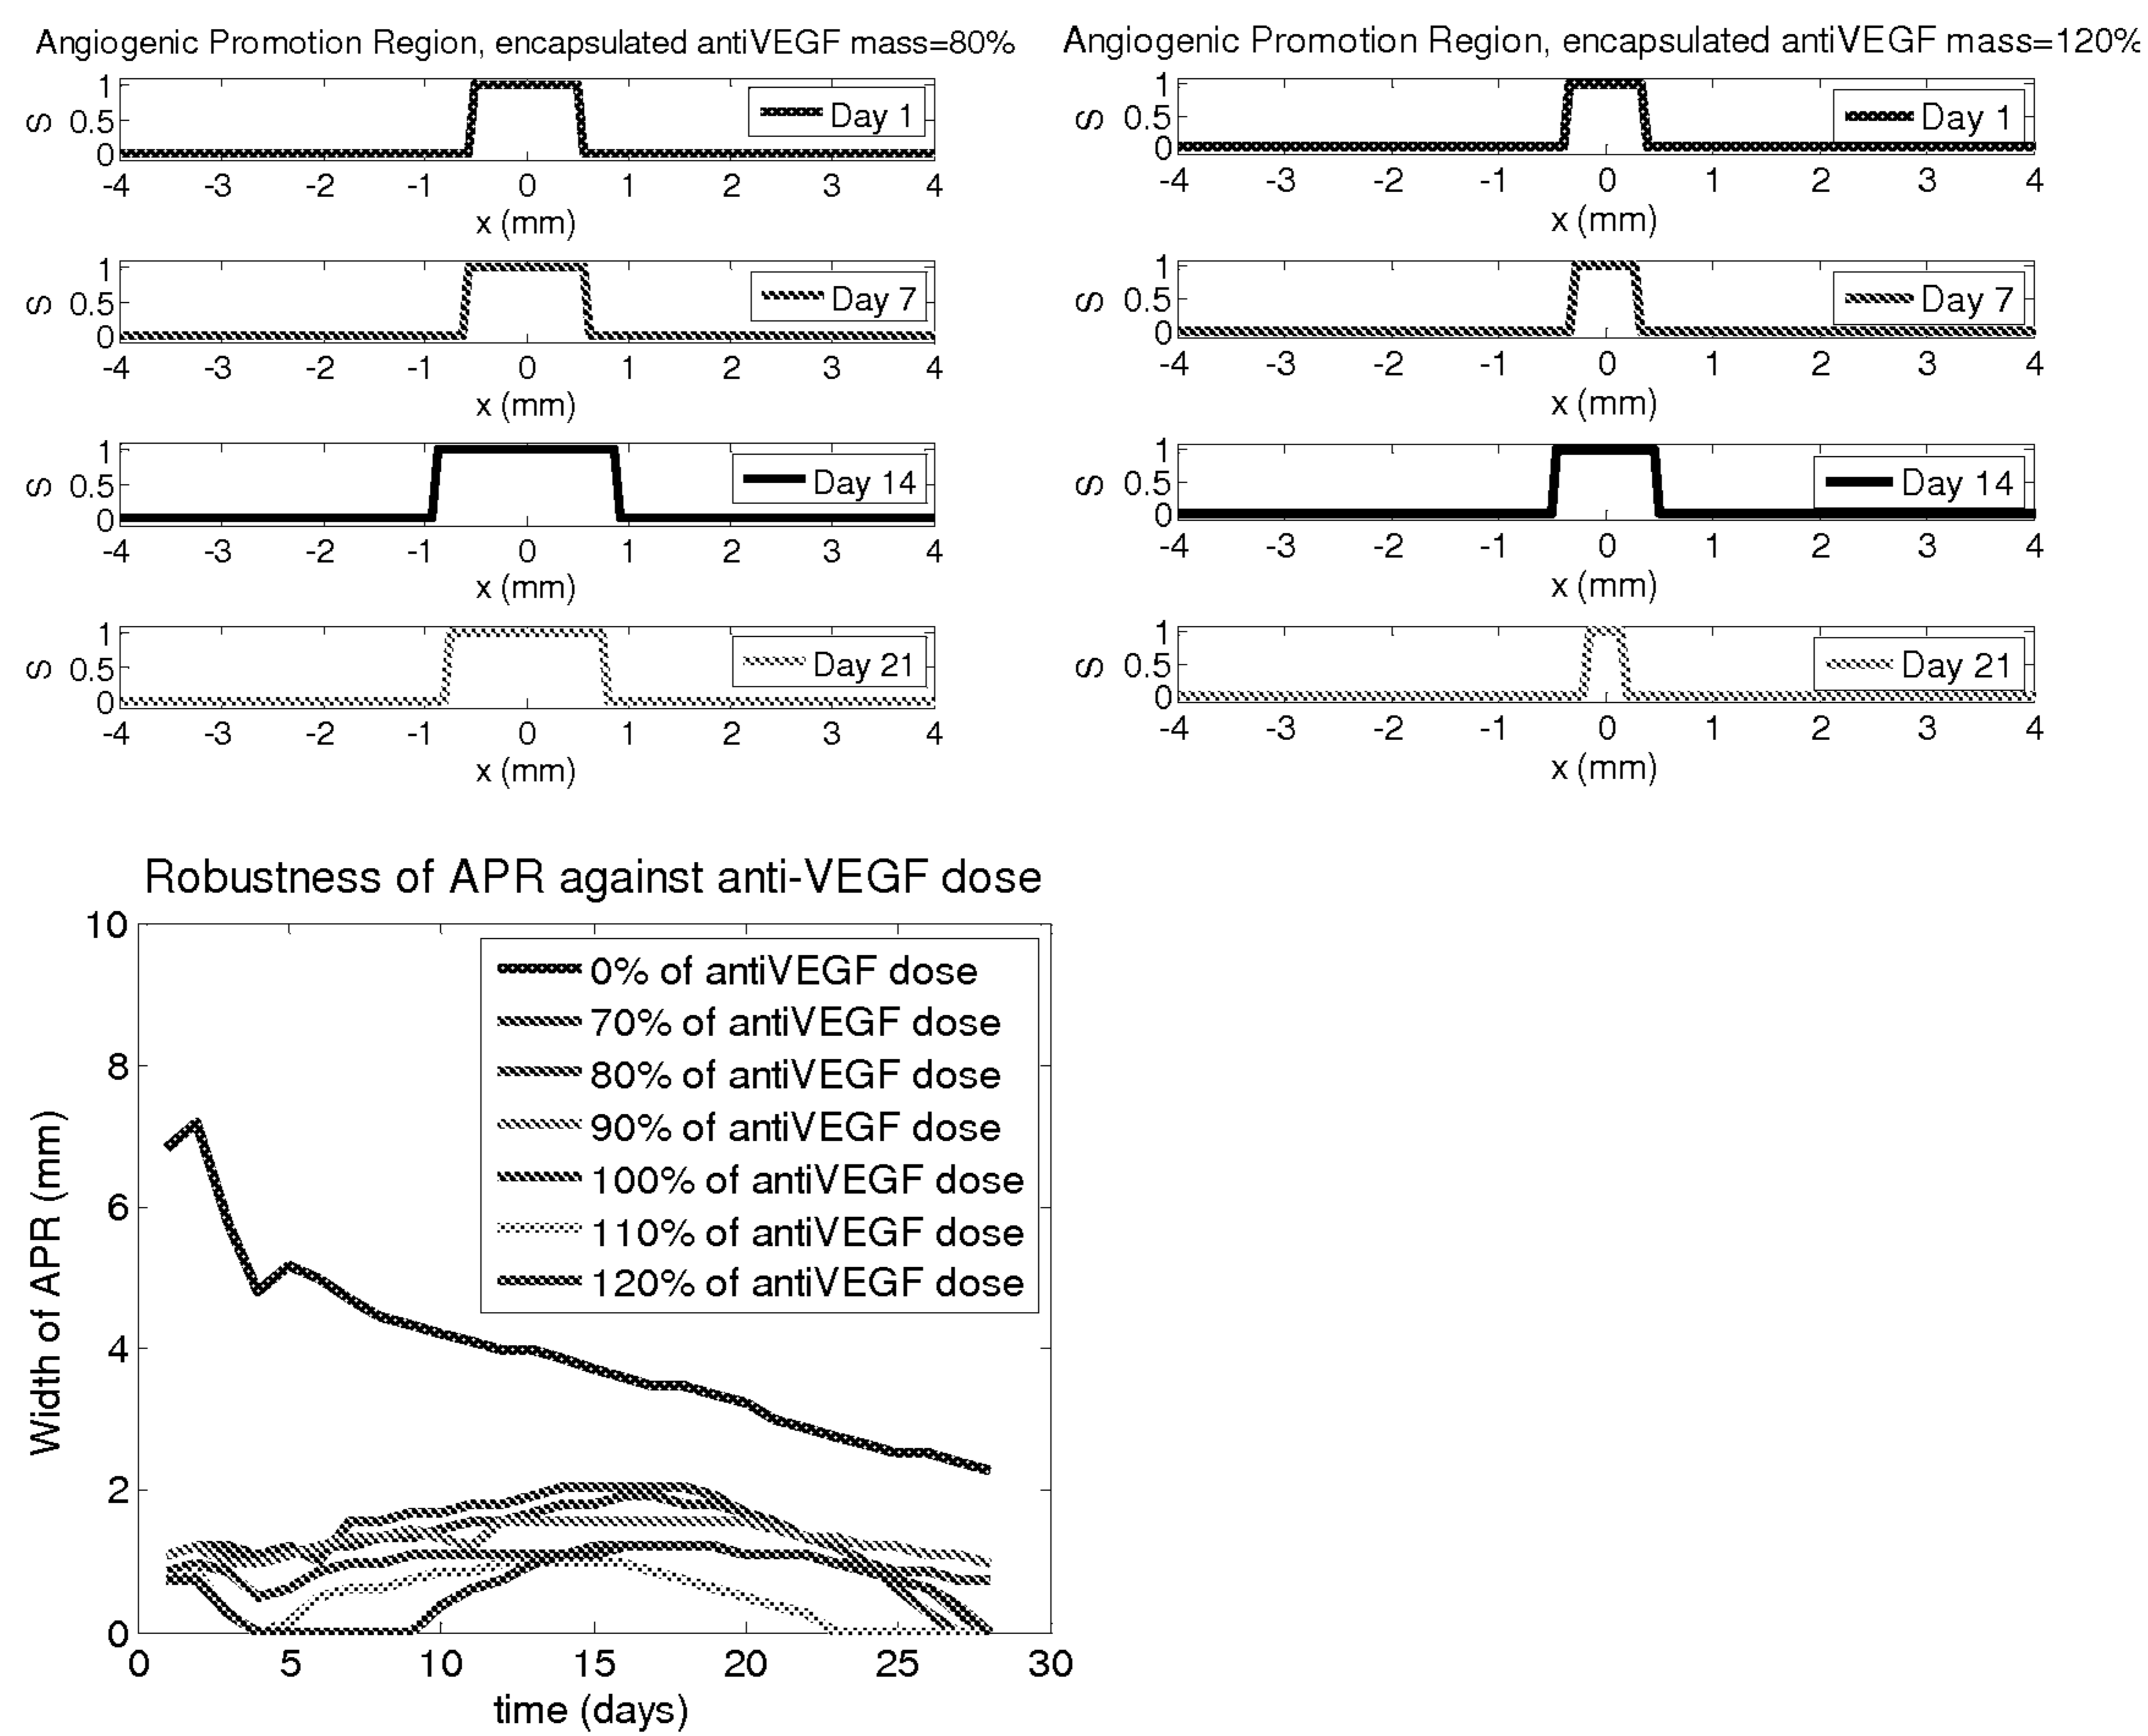 Angiogenic Promotion Region, encapsulated antiVEGF mass=80%
1
S 0.5
0
Day 1
-4 -3 -2 -1 0 1 2 3 4
x (mm)
1
S 0.5
0
Day 7
-4 -3 -2 -1 0 1 2 3 4
x (mm)
1
S 0.5
0
Day 14
-4 -3 -2 -1 0 1 2 3 4
x (mm)
1
S 0.5
0
Day 21
-4 -3 -2 -1 0 1 2 3 4
x (mm)
Angiogenic Promotion Region, encapsulated antiVEGF mass=120%
1
S 0.5
0
Day 1
-4 -3 -2 -1 0 1 2 3 4
x (mm)
1
S 0.5
0
Day 7
-4 -3 -2 -1 0 1 2 3 4
x (mm)
1
S 0.5
0
Day 14
-4 -3 -2 -1 0 1 2 3 4
x (mm)
1
S 0.5
0
Day 21
-4 -3 -2 -1 0 1 2 3 4
x (mm)
Robustness of APR against anti-VEGF dose
10
8
6
4
2
0
Width of APR (mm)
0% of antiVEGF dose
70% of antiVEGF dose
80% of antiVEGF dose
90% of antiVEGF dose
100% of antiVEGF dose
110% of antiVEGF dose
120% of antiVEGF dose
0 5 10 15 20 25 30
time (days)